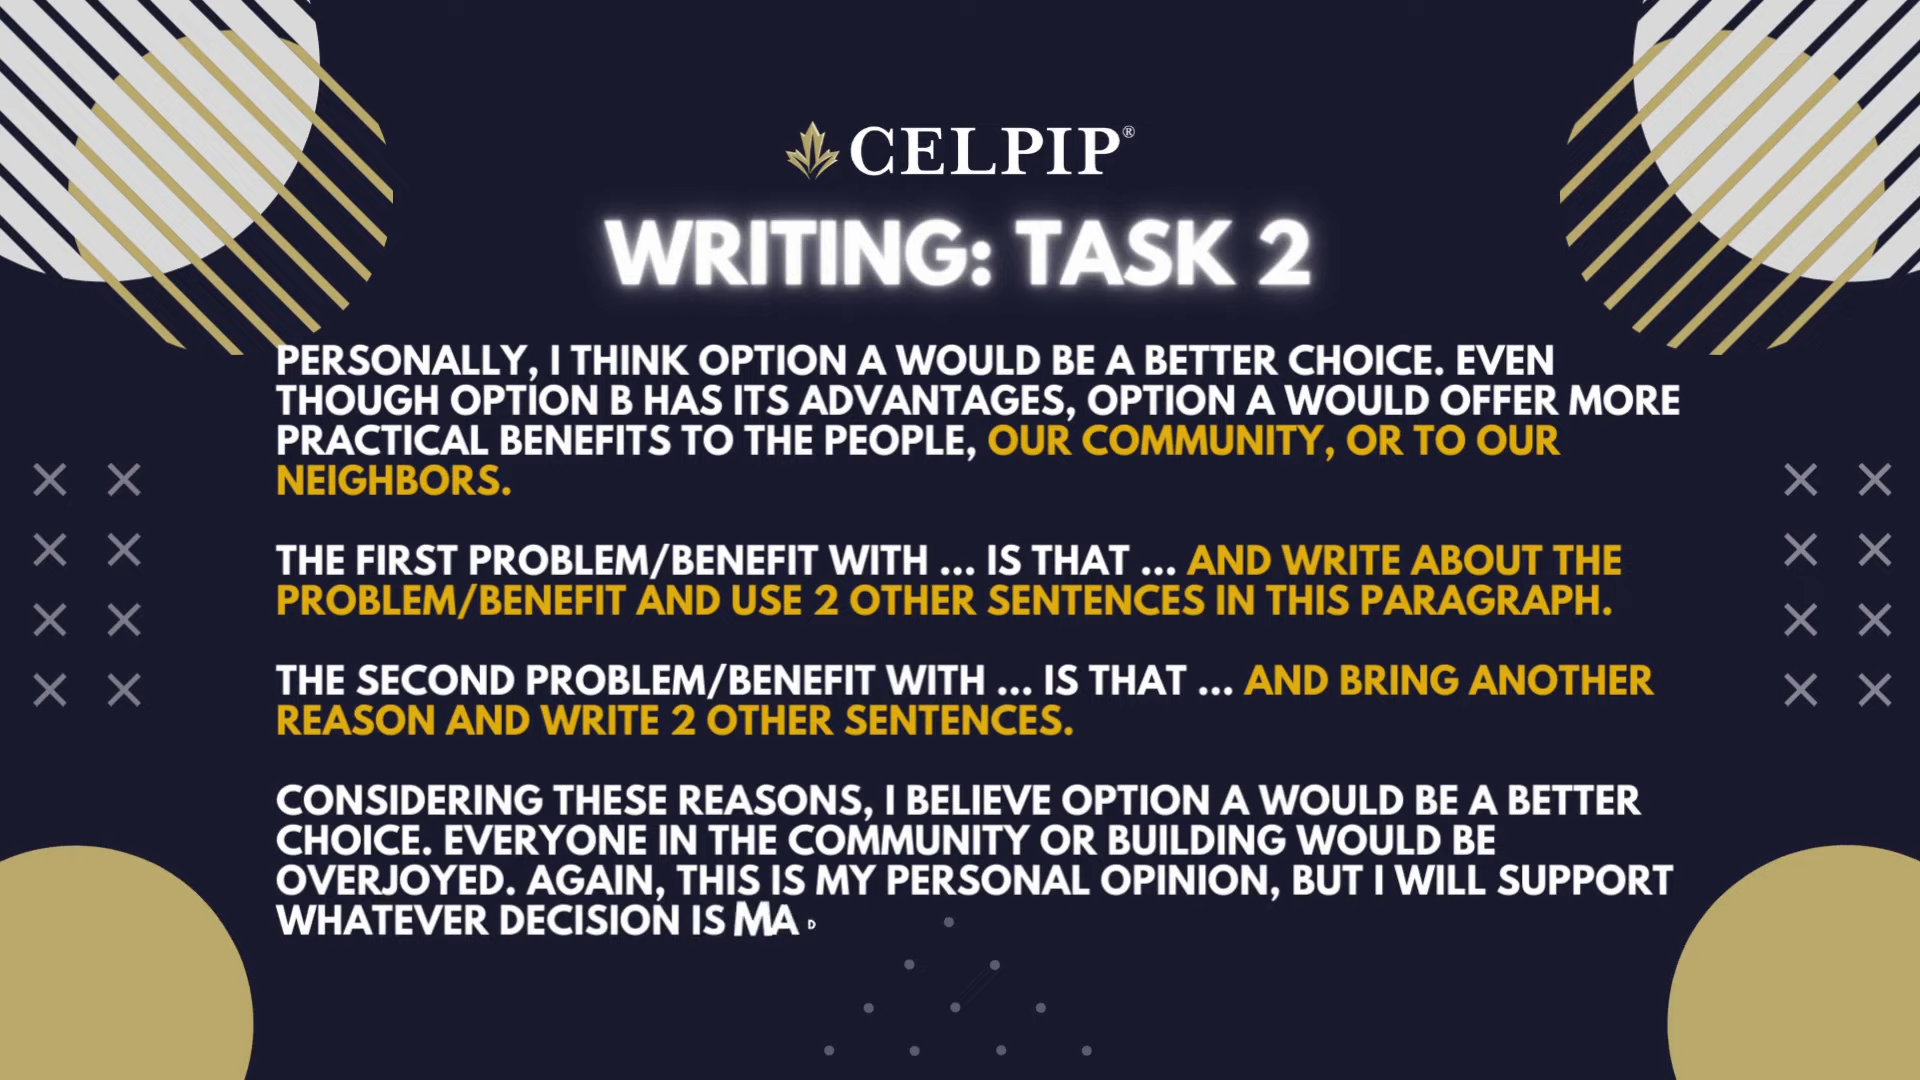 CELPIP®
WRITING: TASK 2
PERSONALLY, I THINK OPTION A WOULD BE A BETTER CHOICE. EVEN
THOUGH OPTION B HAS ITS ADVANTAGES, OPTION A WOULD OFFER MORE
PRACTICAL BENEFITS TO THE PEOPLE, OUR COMMUNITY, OR TO OUR
NEIGHBORS.
THE FIRST PROBLEM/BENEFIT WITH ... IS THAT ... AND WRITE ABOUT THE
PROBLEM/BENEFIT AND USE 2 OTHER SENTENCES IN THIS PARAGRAPH.
THE SECOND PROBLEM/BENEFIT WITH ... IS THAT ... AND BRING ANOTHER
REASON AND WRITE 2 OTHER SENTENCES.
CONSIDERING THESE REASONS, I BELIEVE OPTION A WOULD BE A BETTER
CHOICE. EVERYONE IN THE COMMUNITY OR BUILDING WOULD BE
OVERJOYED. AGAIN, THIS IS MY PERSONAL OPINION, BUT I WILL SUPPORT
WHATEVER DECISION IS MAD